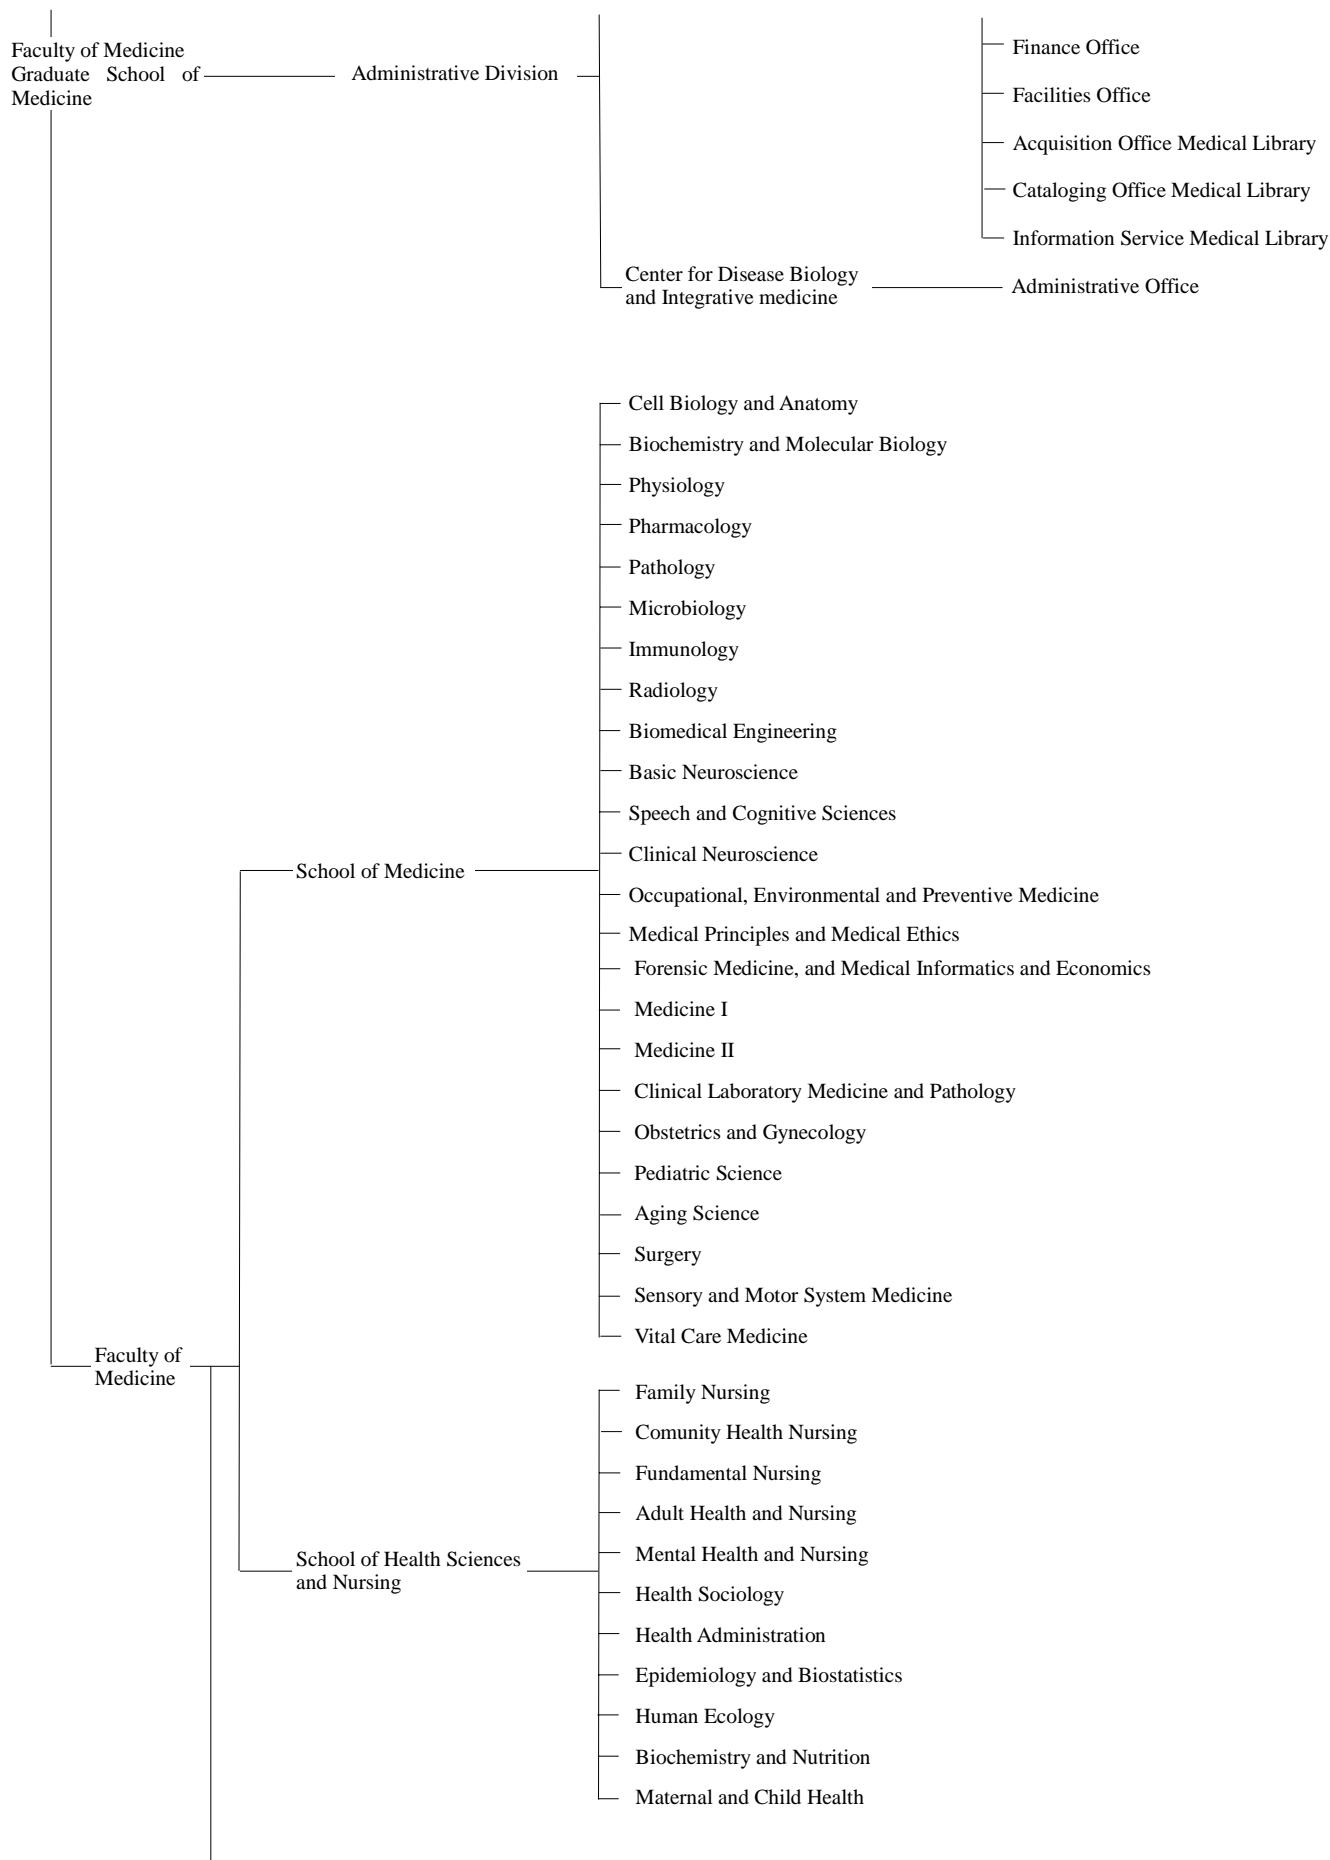 Faculty of Medicine
Graduate School of
Medicine
Administrative Division
Finance Office
Facilities Office
Acquisition Office Medical Library
Cataloging Office Medical Library
Information Service Medical Library
Center for Disease Biology
and Integrative medicine
Administrative Office
Cell Biology and Anatomy
Biochemistry and Molecular Biology
Physiology
Pharmacology
Pathology
Microbiology
Immunology
Radiology
Biomedical Engineering
Basic Neuroscience
Speech and Cognitive Sciences
Clinical Neuroscience
School of Medicine
Occupational, Environmental and Preventive Medicine
Medical Principles and Medical Ethics
Forensic Medicine, and Medical Informatics and Economics
Medicine I
Medicine II
Clinical Laboratory Medicine and Pathology
Obstetrics and Gynecology
Pediatric Science
Aging Science
Surgery
Sensory and Motor System Medicine
Vital Care Medicine
Faculty of
Medicine
Family Nursing
Comunity Health Nursing
Fundamental Nursing
Adult Health and Nursing
Mental Health and Nursing
School of Health Sciences
and Nursing
Health Sociology
Health Administration
Epidemiology and Biostatistics
Human Ecology
Biochemistry and Nutrition
Maternal and Child Health